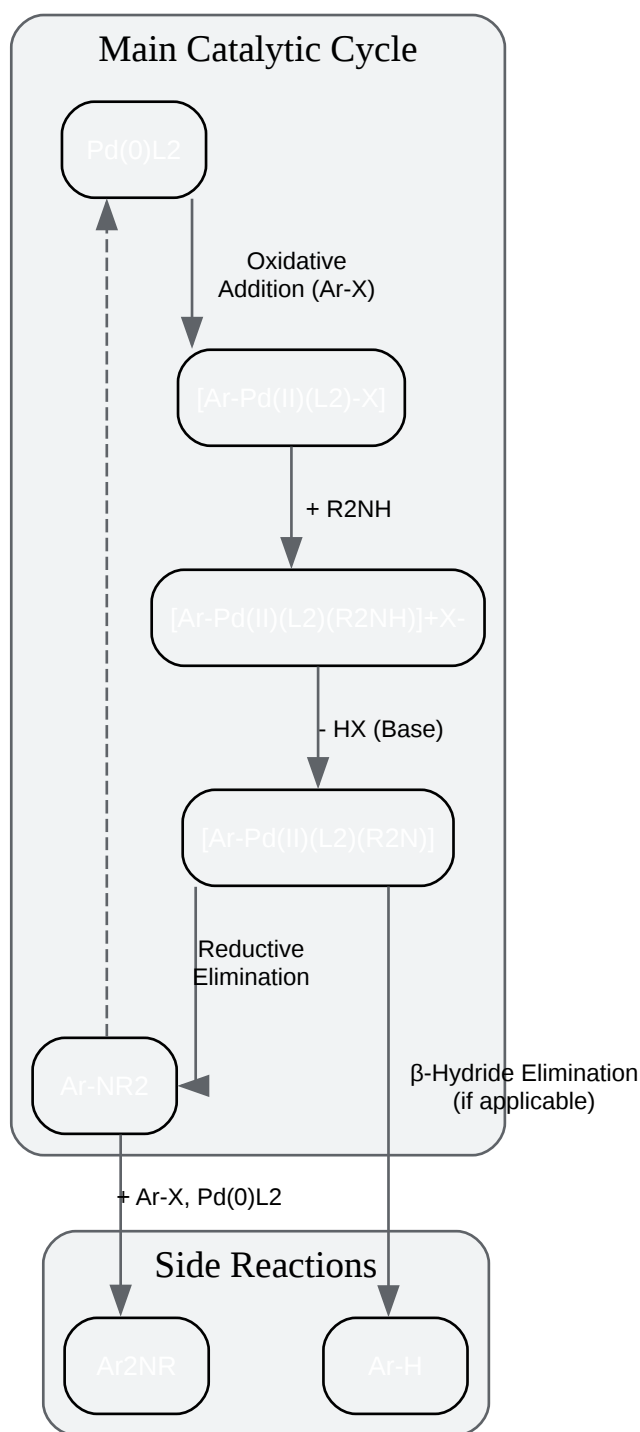 Main Catalytic Cycle
Pd(0)L2
Oxidative
Addition (Ar-X)
[Ar-Pd(II)(L2)-X]
+ R2NH
[Ar-Pd(II)(L2)(R2NH)]+X-
- HX (Base)
[Ar-Pd(II)(L2)(R2N)]
Reductive
Elimination
Ar-NR2
β-Hydride Elimination
(if applicable)
+ Ar-X, Pd(0)L2
Side Reactions
Ar2NR
Ar-H